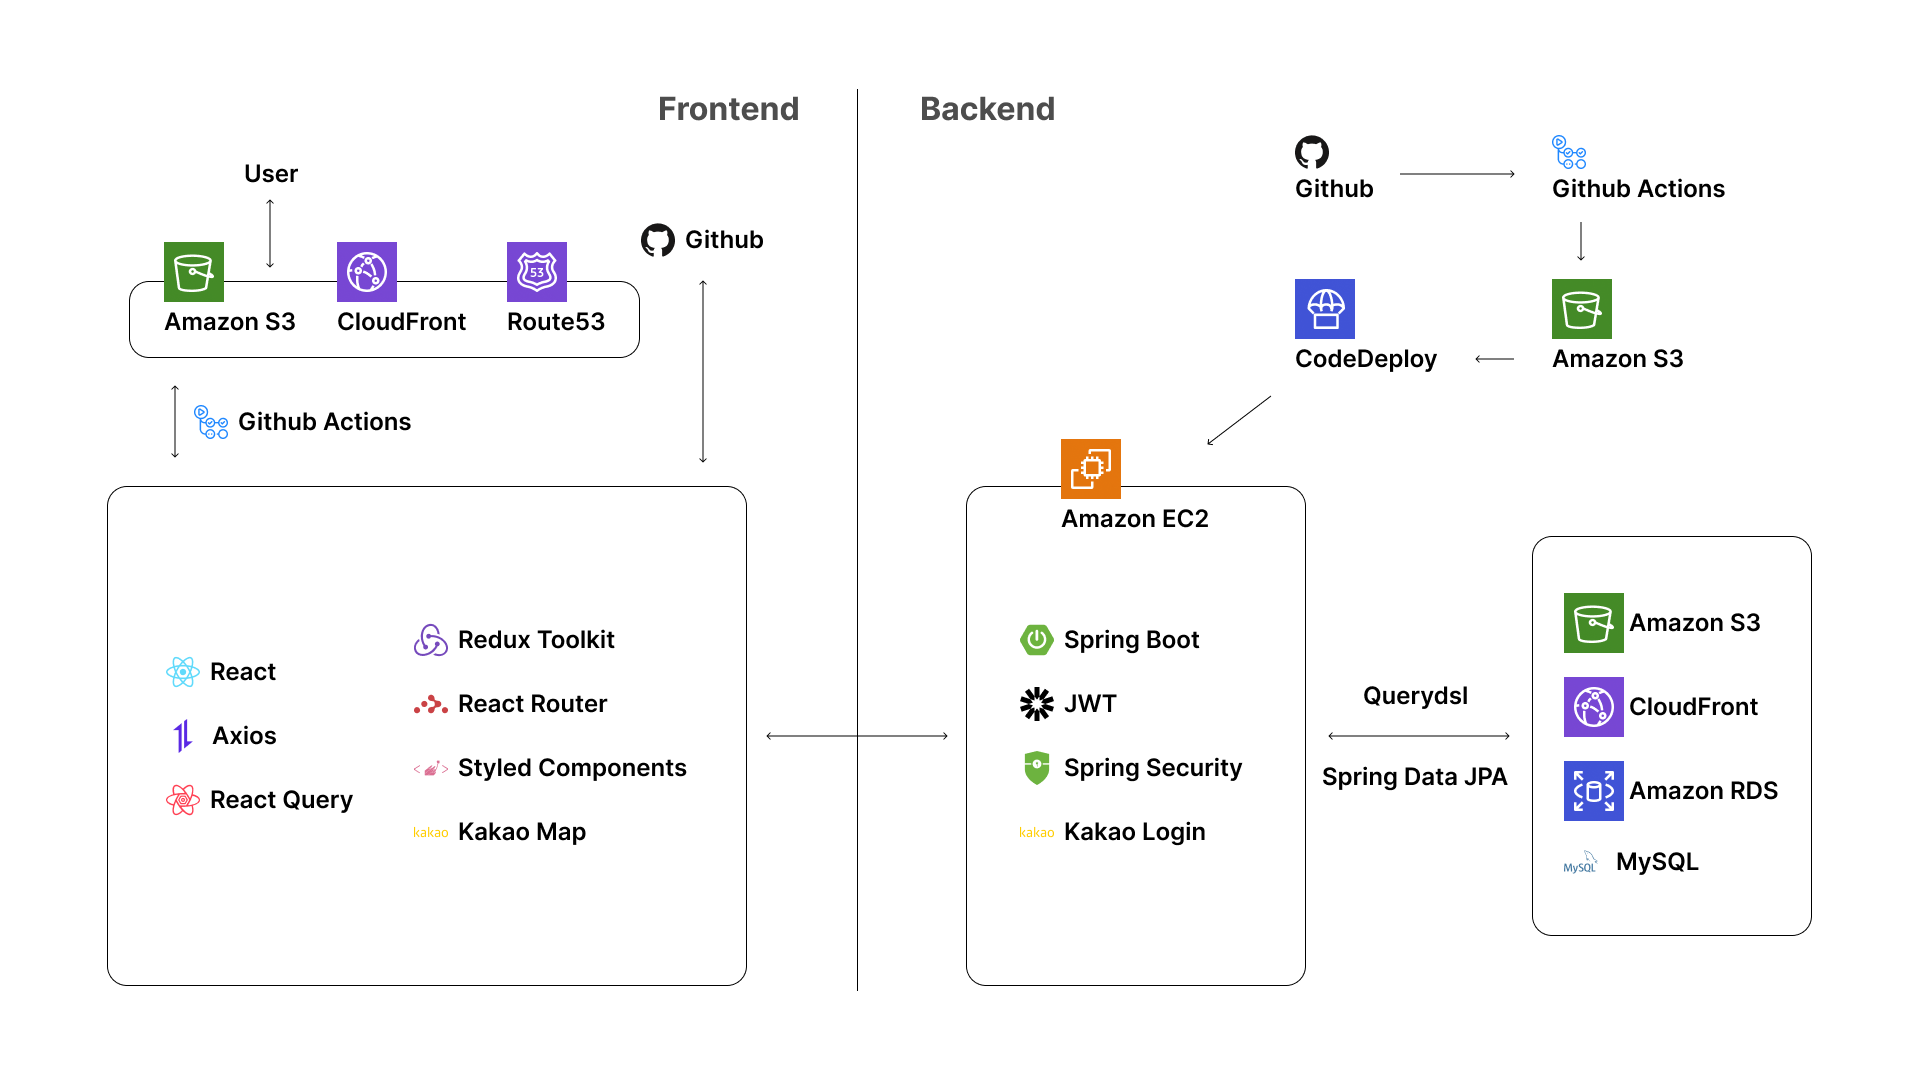 Frontend
User
Amazon S3
CloudFront
53
Route53
Github
Github Actions
React
Axios
React Query
Redux Toolkit
React Router
Styled Components
kakao Kakao Map
Backend
Github
Github Actions
CodeDeploy
Amazon S3
Amazon EC2
Spring Boot
JWT
Spring Security
kakao Kakao Login
Querydsl
Spring Data JPA
Amazon S3
CloudFront
Amazon RDS
MySQL MySQL